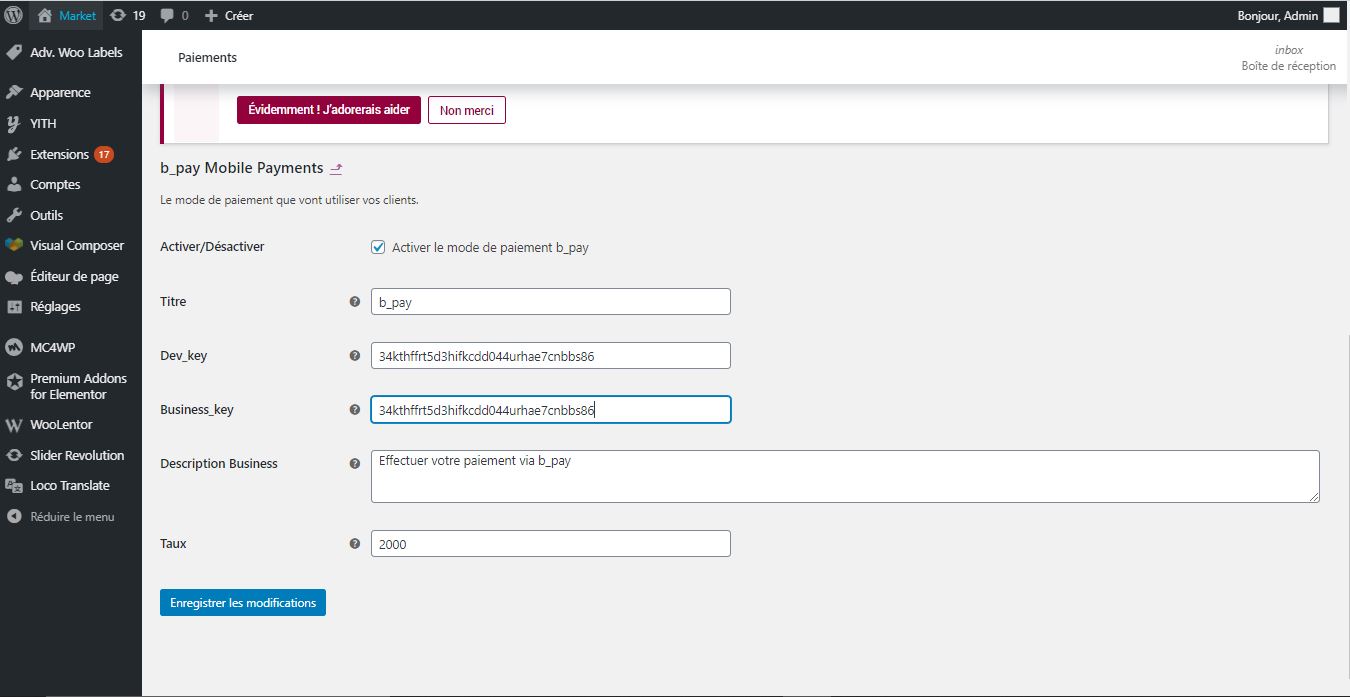 Market
19
0
Créer
Bonjour, Admin
Adv. Woo Labels
Apparence
YITH
Extensions 17
Comptes
Outils
Visual Composer
Éditeur de page
Réglages
MC4WP
Premium Addons
for Elementor
WooLentor
Slider Revolution
Loco Translate
Réduire le menu
Paiements
inbox
Boîte de réception
Évidemment ! J'adorerais aider
Non merci
b_pay Mobile Payments
Le mode de paiement que vont utiliser vos clients.
Activer/Désactiver
Activer le mode de paiement b_pay
Titre
b_pay
Dev_key
34kthffrt5d3hifkcdd044urhae7cnbbs86
Business_key
34kthffrt5d3hifkcdd044urhae7cnbbs86
Description Business
Effectuer votre paiement via b_pay
Taux
2000
Enregistrer les modifications